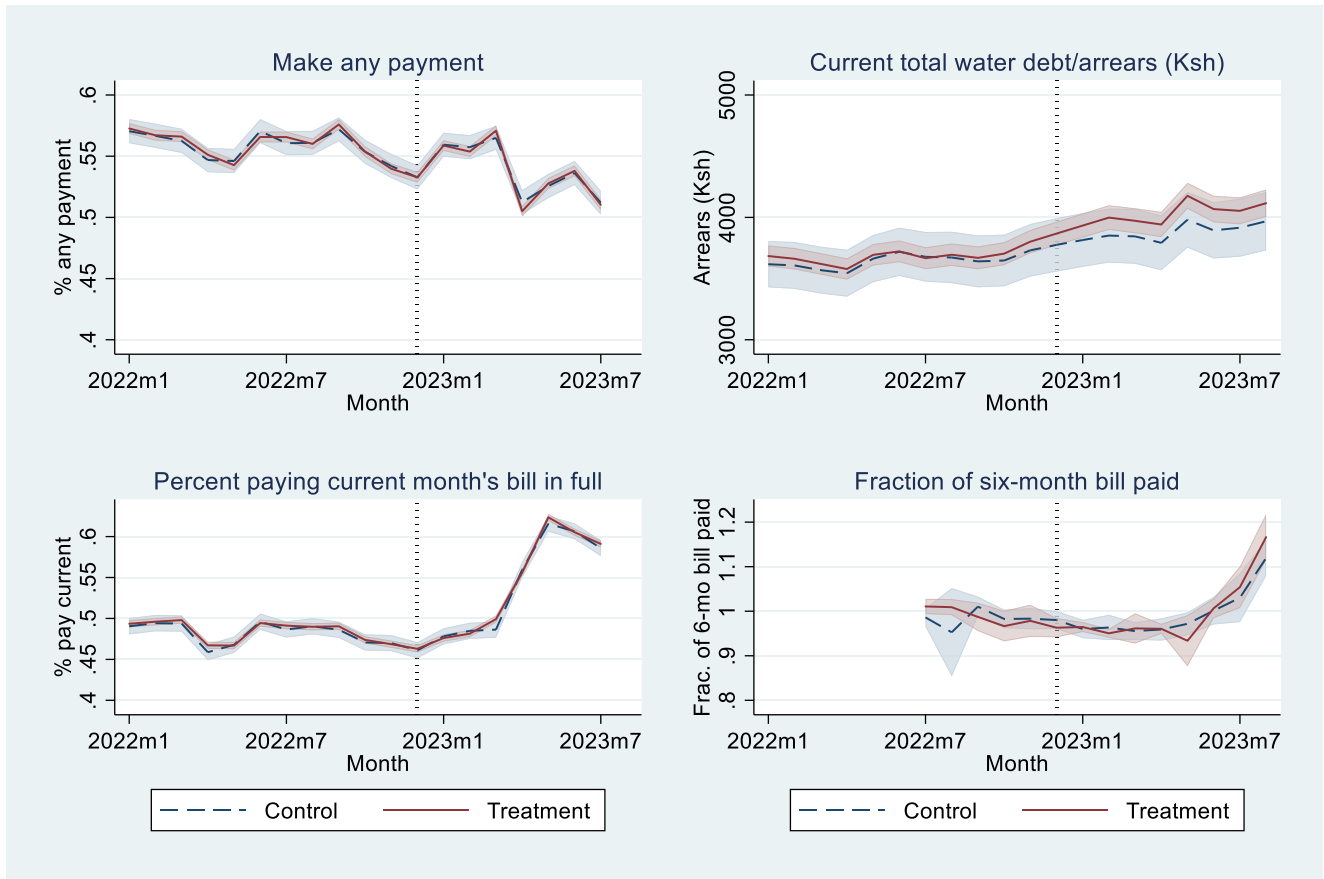 Make any payment
% any payment
.6
.55
.5
.45
.4
2022m1 2022m7 2023m1 2023m7
Month
Current total water debt/arrears (Ksh)
Arrears (Ksh)
5000
4000
3000
2022m1 2022m7 2023m1 2023m7
Month
Percent paying current month's bill in full
% pay current
.6
.55
.5
.45
.4
2022m1 2022m7 2023m1 2023m7
Month
Control Treatment
Fraction of six-month bill paid
Frac. of 6-mo bill paid
1.2
1.1
1
.9
.8
2022m1 2022m7 2023m1 2023m7
Month
Control Treatment